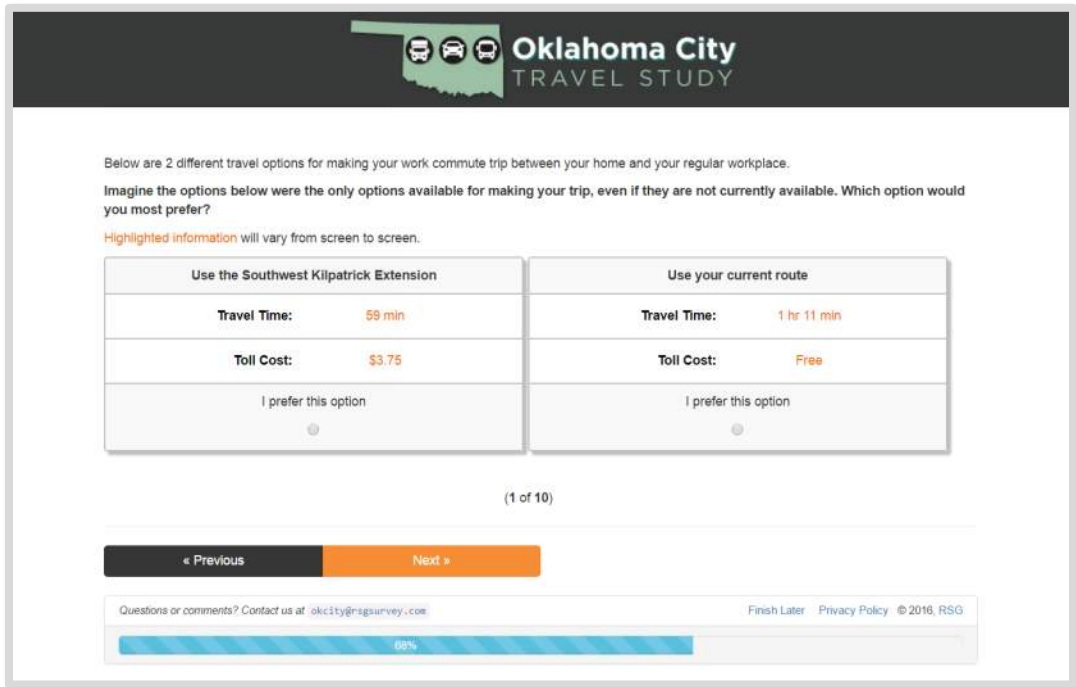 Oklahoma City
TRAVEL STUDY
Below are 2 different travel options for making your work commute trip between your home and your regular workplace.
Imagine the options below were the only options available for making your trip, even if they are not currently available. Which option would
you most prefer?
Highlighted information will vary from screen to screen.
Use the Southwest Kilpatrick Extension
Use your current route
Travel Time: 59 min
Travel Time: 1 hr 11 min
Toll Cost: $3.75
Toll Cost: Free
I prefer this option
I prefer this option
(1 of 10)
« Previous
Next »
Questions or comments? Contact us at okcity@rsgsurvey.com
Finish Later Privacy Policy © 2016, RSG
68%